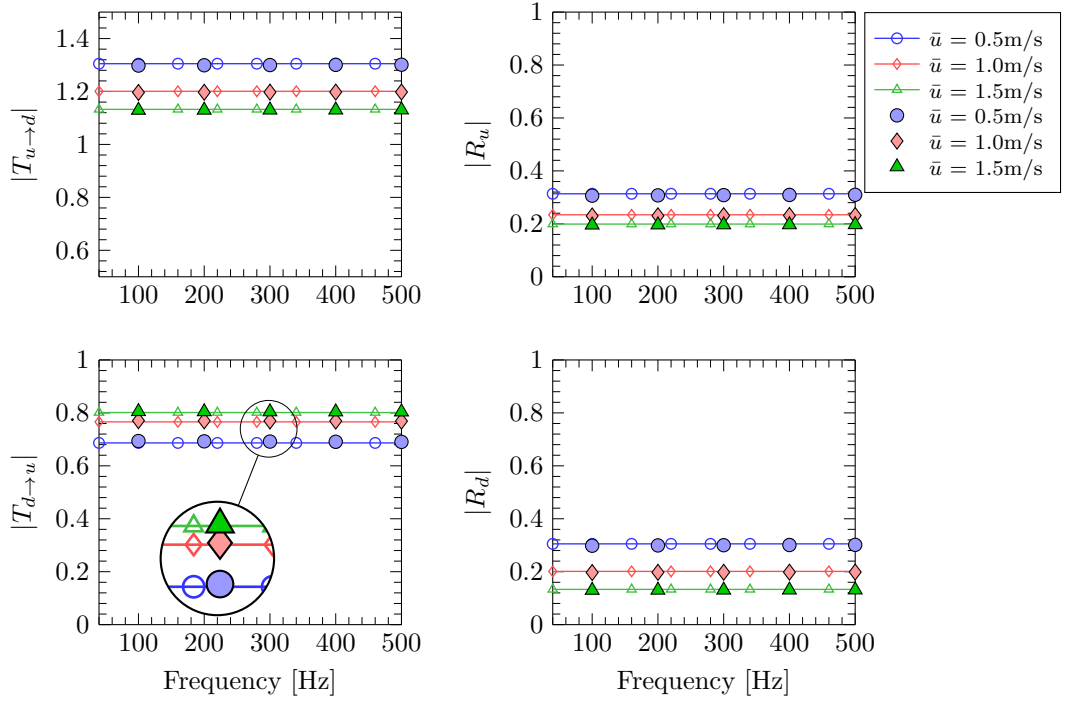 |T_{u→d}|
1.4
1.2
1
0.8
0.6
100 200 300 400 500
|R_u|
1
0.8
0.6
0.4
0.2
0
100 200 300 400 500
ū = 0.5m/s
ū = 1.0m/s
ū = 1.5m/s
ū = 0.5m/s
ū = 1.0m/s
ū = 1.5m/s
|T_{d→u}|
1
0.8
0.6
0.4
0.2
0
100 200 300 400 500
Frequency [Hz]
|R_d|
1
0.8
0.6
0.4
0.2
0
100 200 300 400 500
Frequency [Hz]